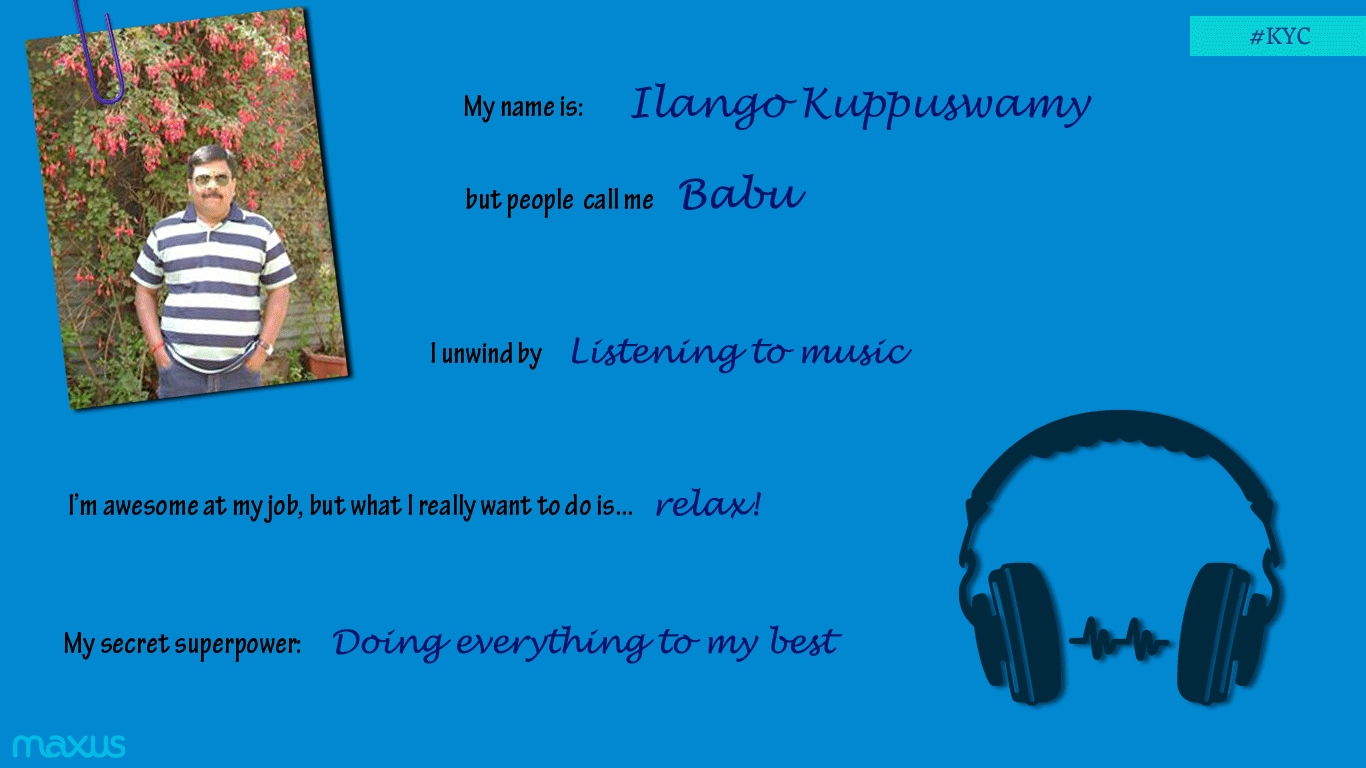 #KYC
My name is: Ilango Kuppuswamy
but people call me Babu
I unwind by Listening to music
I'm awesome at my job, but what I really want to do is... relax!
My secret superpower: Doing everything to my best
maxus